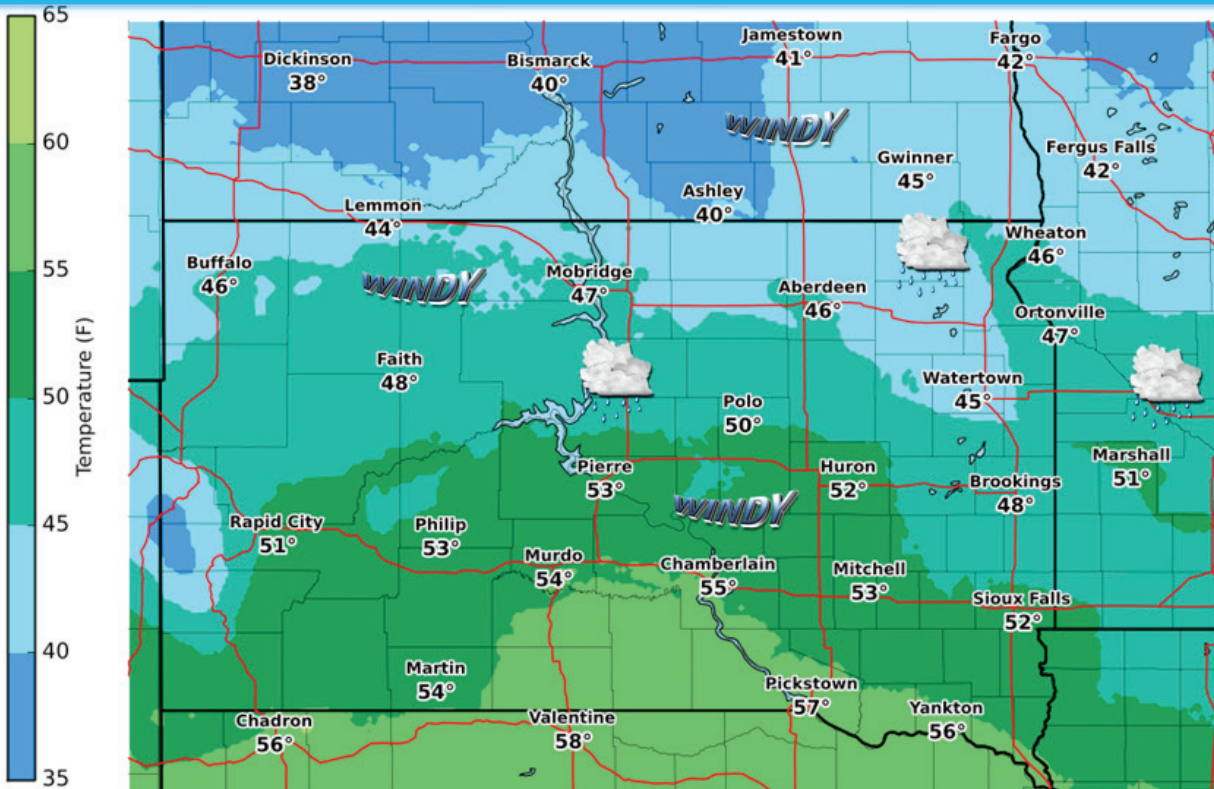 65
60
55
50
45
40
35
Temperature (F)
Dickinson
38°
Bismarck
40°
Jamestown
41°
Fargo
42°
WINDY
Gwinner
45°
Fergus Falls
42°
Ashley
40°
Lemmon
44°
Buffalo
46°
WINDY
Mobridge
47°
Aberdeen
46°
Wheaton
46°
Ortonville
47°
Faith
48°
Polo
50°
Watertown
45°
Pierre
53°
Huron
52°
Brookings
48°
Marshall
51°
WINDY
Rapid City
51°
Philip
53°
Murdo
54°
Chamberlain
55°
Mitchell
53°
Sioux Falls
52°
Martin
54°
Pickstown
57°
Chadron
56°
Valentine
58°
Yankton
56°